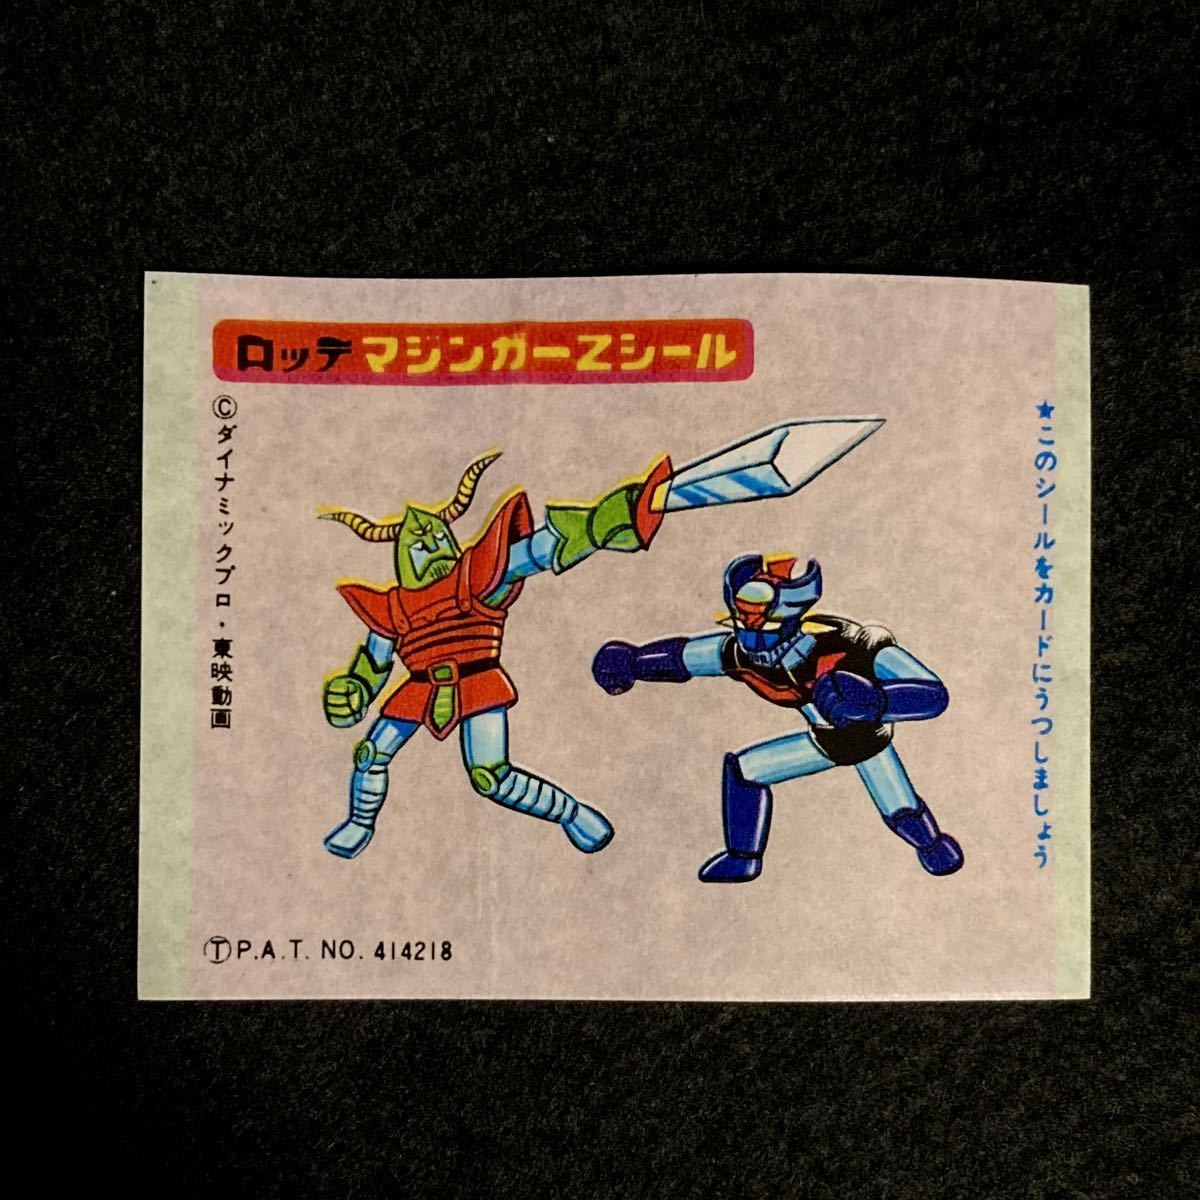 ロッテ マジンガーZシール
©ダイナミックプロ・東映動画
★このシールをカードにうつしましょう
Ⓣ P.A.T. NO. 414218